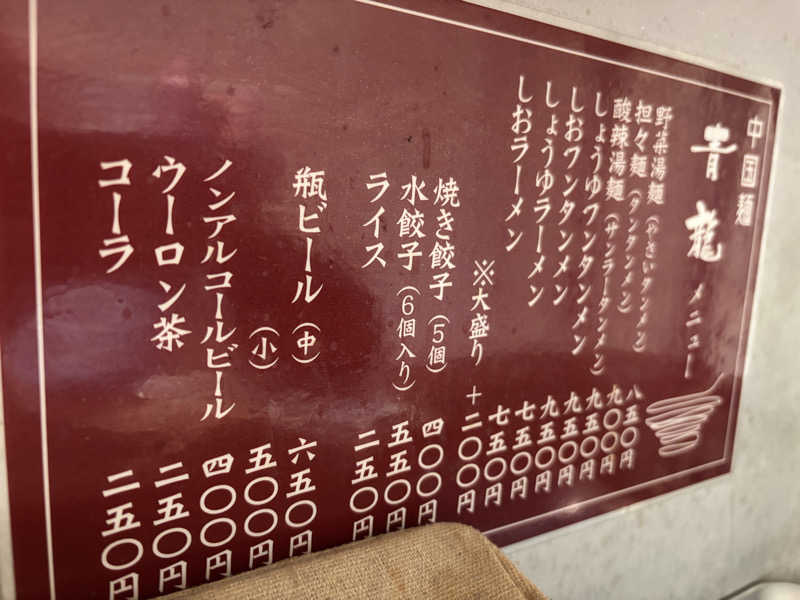 中国麺
青龍 メニュー
野菜湯麺（やさいタンメン） 八五〇円
担々麺（タンタンメン） 九〇〇円
酸辣湯麺（サンラータンメン） 九五〇円
しょうゆワンタンメン 九五〇円
しおワンタンメン 九五〇円
しょうゆラーメン 七五〇円
しおラーメン 七五〇円
※大盛り ＋二〇〇円
焼き餃子（5個） 四〇〇円
水餃子（6個入り） 五五〇円
ライス 二五〇円
瓶ビール（中） 六五〇円
（小） 五〇〇円
ノンアルコールビール 四〇〇円
ウーロン茶 二五〇円
コーラ 二五〇円